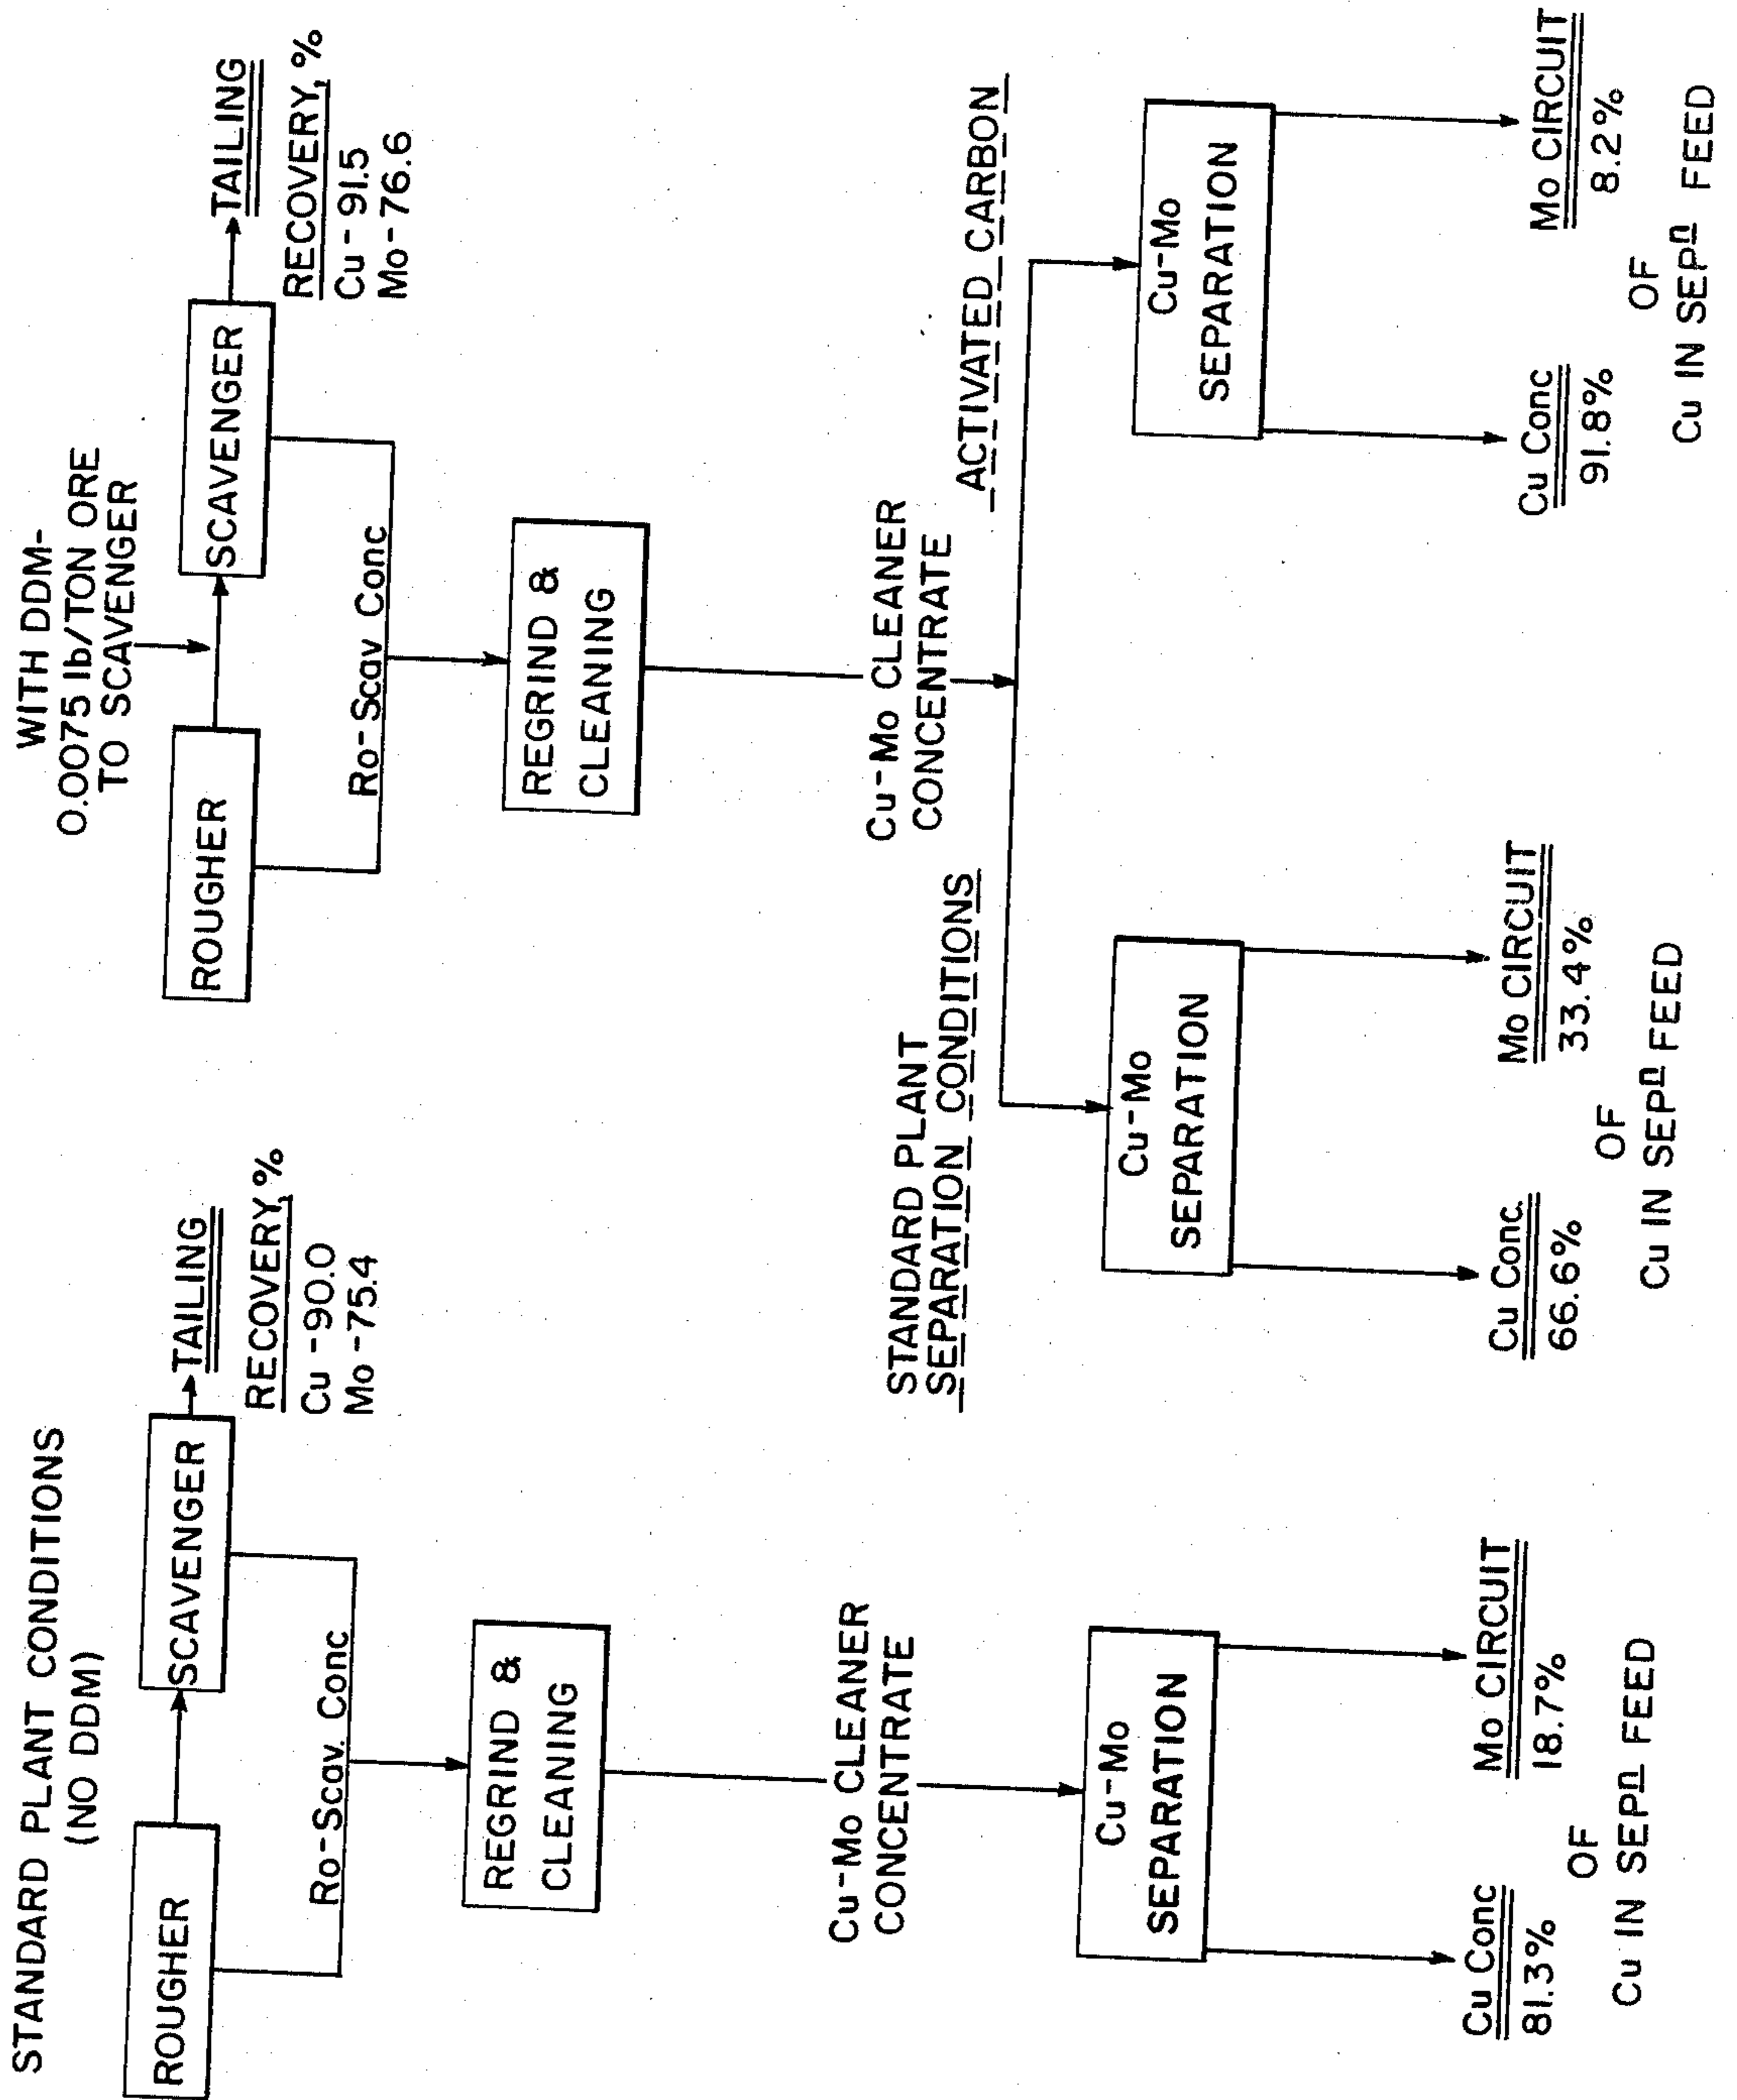 STANDARD PLANT CONDITIONS
(NO DDM)
ROUGHER
SCAVENGER
TAILING
RECOVERY, %
Cu-90.0
Mo-75.4
Ro-Scav. Conc
REGRIND &
CLEANING
Cu-Mo CLEANER
CONCENTRATE
Cu-Mo
SEPARATION
Cu Conc
81.3%
Mo CIRCUIT
18.7%
OF
Cu IN SEPn FEED
WITH DDM-
0.0075 lb/TON ORE
TO SCAVENGER
ROUGHER
SCAVENGER
TAILING
RECOVERY, %
Cu-91.5
Mo-76.6
Ro-Scav Conc
REGRIND &
CLEANING
Cu-Mo CLEANER
CONCENTRATE
STANDARD PLANT
SEPARATION CONDITIONS
Cu-Mo
SEPARATION
Cu Conc.
66.6%
Mo CIRCUIT
33.4%
OF
Cu IN SEPn FEED
ACTIVATED CARBON
Cu-Mo
SEPARATION
Cu Conc
91.8%
Mo CIRCUIT
8.2%
OF
Cu IN SEPn FEED